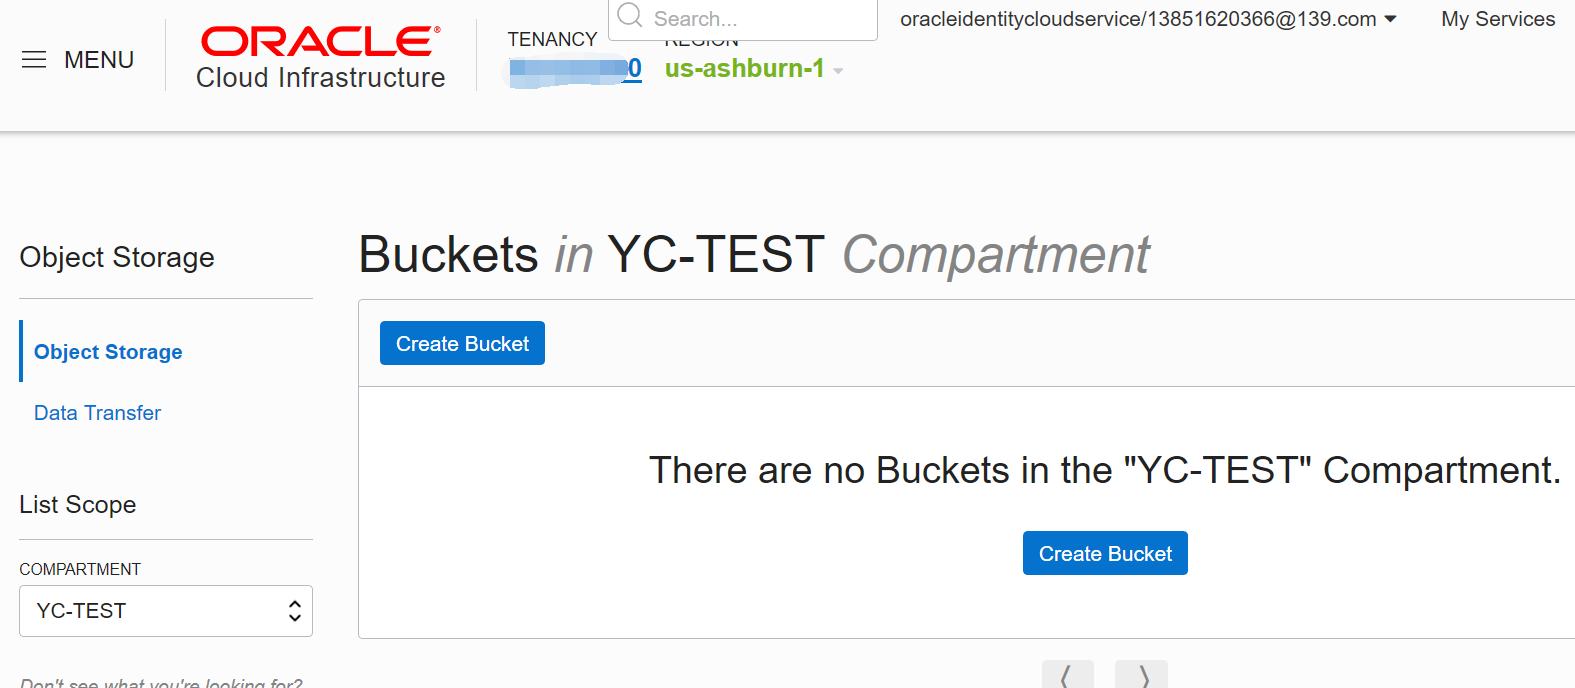 MENU
ORACLE®
Cloud Infrastructure
TENANCY
0
Search...
REGION
us-ashburn-1
oracleidentitycloudservice/13851620366@139.com
My Services
Object Storage
Object Storage
Data Transfer
List Scope
COMPARTMENT
YC-TEST
Don't see what you're looking for?
Buckets in YC-TEST Compartment
Create Bucket
There are no Buckets in the "YC-TEST" Compartment.
Create Bucket